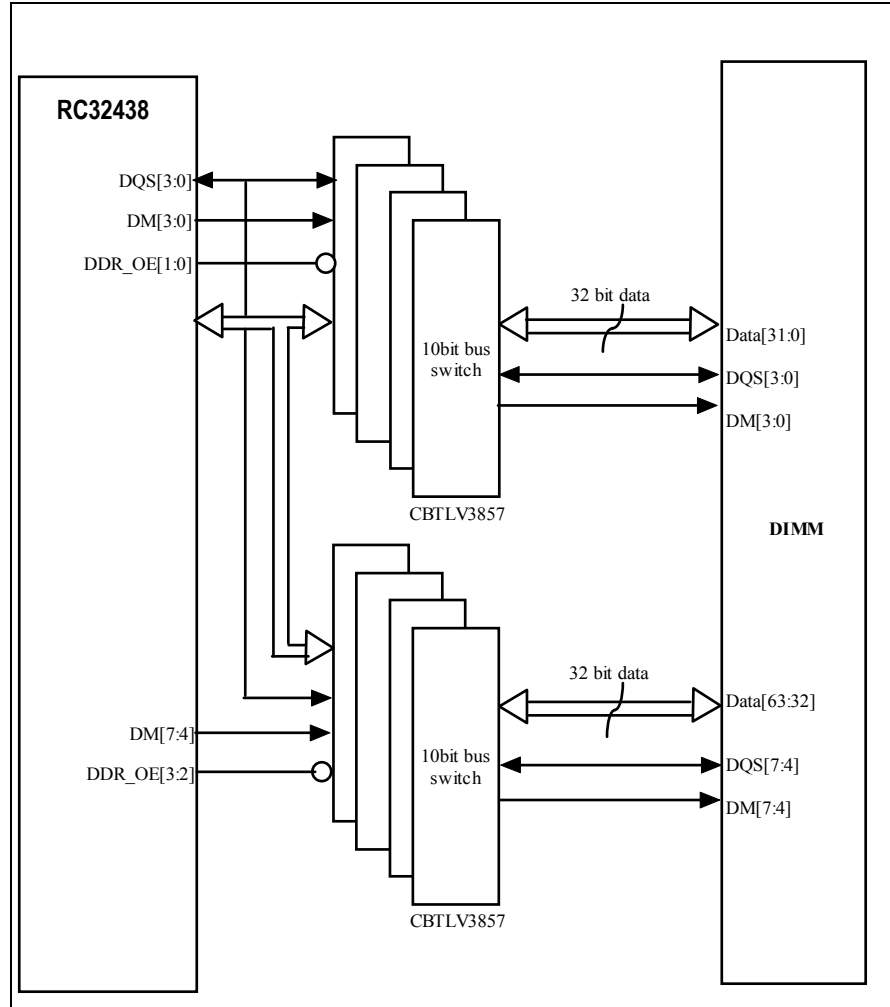 RC32438
DQS[3:0]
DM[3:0]
DDR_OE[1:0]
10bit bus
switch
CBTLV3857
32 bit data
Data[31:0]
DQS[3:0]
DM[3:0]
DIMM
DM[7:4]
DDR_OE[3:2]
10bit bus
switch
CBTLV3857
32 bit data
Data[63:32]
DQS[7:4]
DM[7:4]